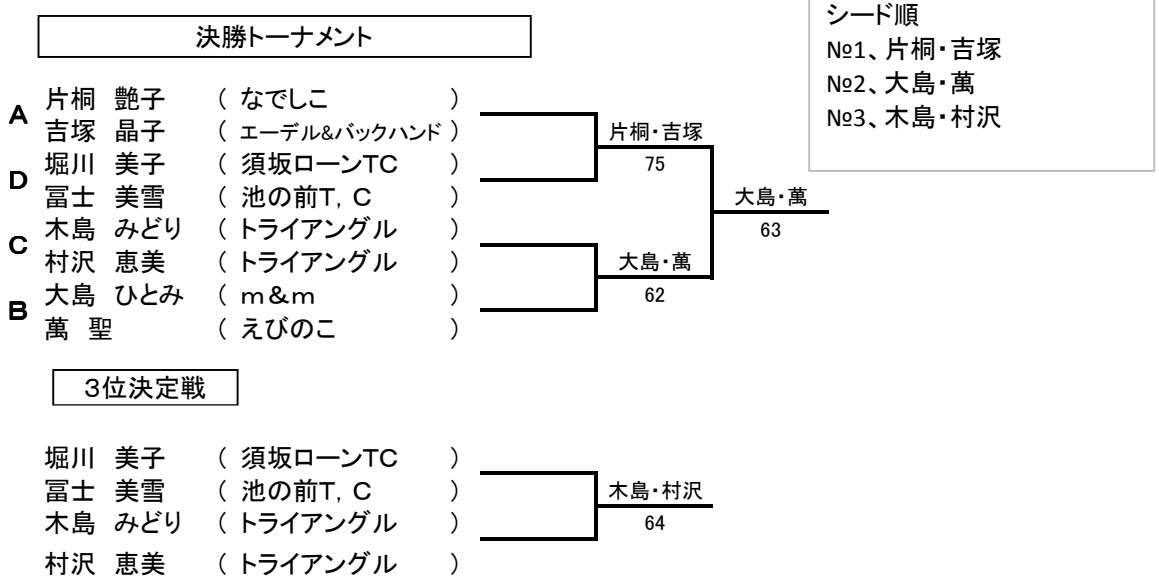 決勝トーナメント
シード順
№1、片桐・吉塚
№2、大島・萬
№3、木島・村沢
A
片桐 艶子 ( なでしこ )
吉塚 晶子 ( エーデル&バックハンド )
D
堀川 美子 ( 須坂ローンTC )
冨士 美雪 ( 池の前T, C )
C
木島 みどり ( トライアングル )
村沢 恵美 ( トライアングル )
B
大島 ひとみ ( m&m )
萬 聖 ( えびのこ )
片桐・吉塚
75
大島・萬
62
大島・萬
63
3位決定戦
堀川 美子 ( 須坂ローンTC )
冨士 美雪 ( 池の前T, C )
木島 みどり ( トライアングル )
村沢 恵美 ( トライアングル )
木島・村沢
64